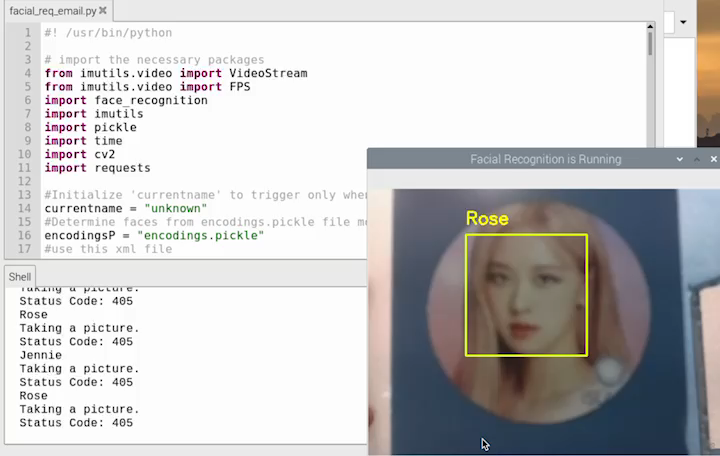 facial_req_email.py
1 #! /usr/bin/python
2
3 # import the necessary packages
4 from imutils.video import VideoStream
5 from imutils.video import FPS
6 import face_recognition
7 import imutils
8 import pickle
9 import time
10 import cv2
11 import requests
12
13 #Initialize 'currentname' to trigger only whe
14 currentname = "unknown"
15 #Determine faces from encodings.pickle file m
16 encodingsP = "encodings.pickle"
17 #use this xml file
Facial Recognition is Running
Rose
Shell
Taking a picture.
Status Code: 405
Rose
Taking a picture.
Status Code: 405
Jennie
Taking a picture.
Status Code: 405
Rose
Taking a picture.
Status Code: 405